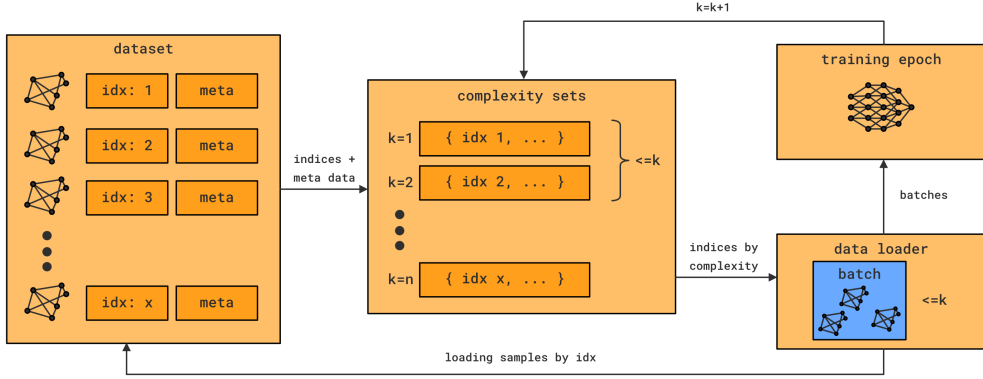 k=k+1
dataset
idx: 1 meta
idx: 2 meta
idx: 3 meta
idx: x meta
indices +
meta data
complexity sets
k=1 { idx 1, ... }
k=2 { idx 2, ... }
<=k
k=n { idx x, ... }
indices by
complexity
training epoch
batches
data loader
batch
<=k
loading samples by idx